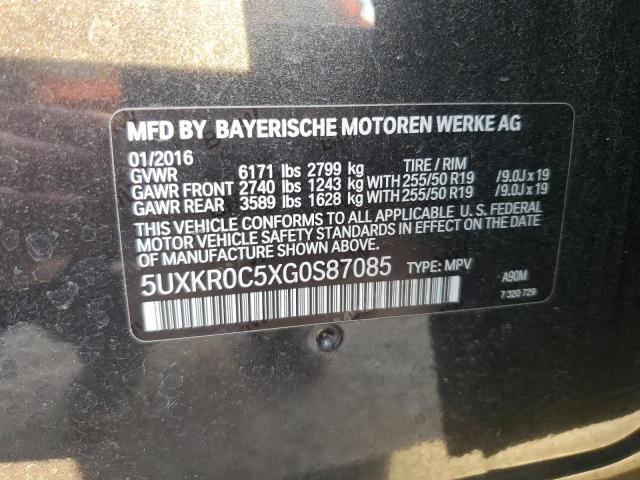 MFD BY BAYERISCHE MOTOREN WERKE AG
01/2016 TIRE / RIM
GVWR 6171 lbs 2799 kg
GAWR FRONT 2740 lbs 1243 kg WITH 255/50 R19 /9.0J x 19
GAWR REAR 3589 lbs 1628 kg WITH 255/50 R19 /9.0J x 19
THIS VEHICLE CONFORMS TO ALL APPLICABLE U. S. FEDERAL
MOTOR VEHICLE SAFETY STANDARDS IN EFFECT ON THE DATE
OF MANUFACTURE SHOWN ABOVE.
5UXKR0C5XG0S87085 TYPE: MPV A90M
7 320 729